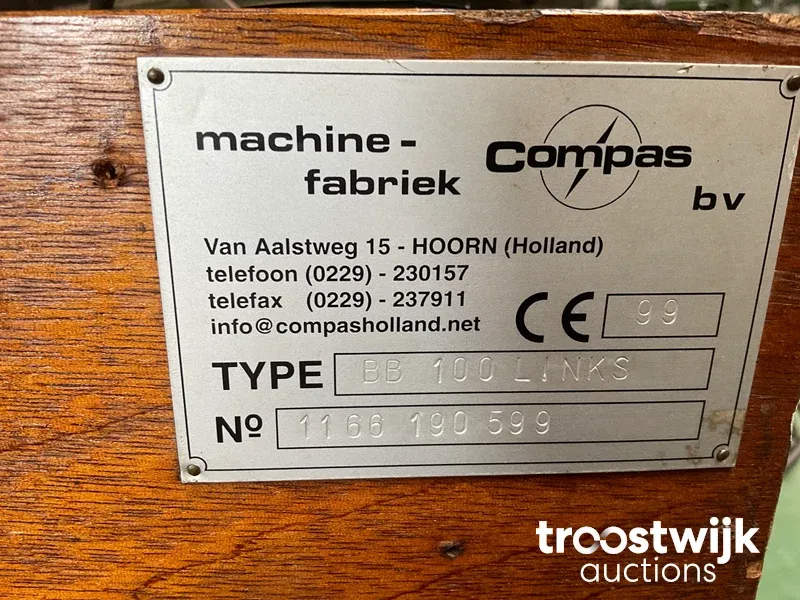 machine-
fabriek
Compas
bv
Van Aalstweg 15 - HOORN (Holland)
telefoon (0229) - 230157
telefax (0229) - 237911
info@compasholland.net
CE 99
TYPE BB 100 LINKS
Nº 1166 190 599
troostwijk
auctions